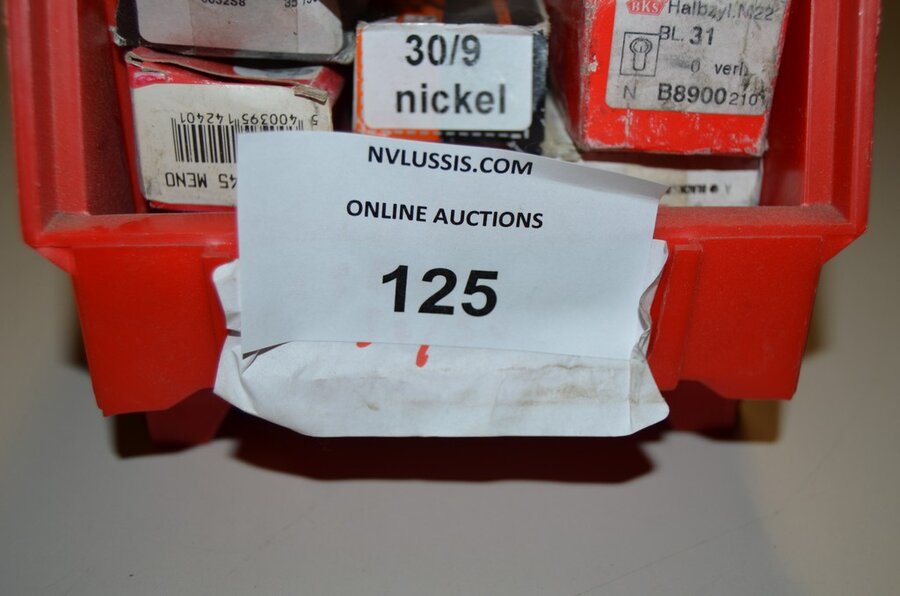 30/9
nickel
BKS Halbzyl.M22
BL.31
0
N B8900210
5 400395 142401
45 MENO
NVLUSSIS.COM
ONLINE AUCTIONS
125